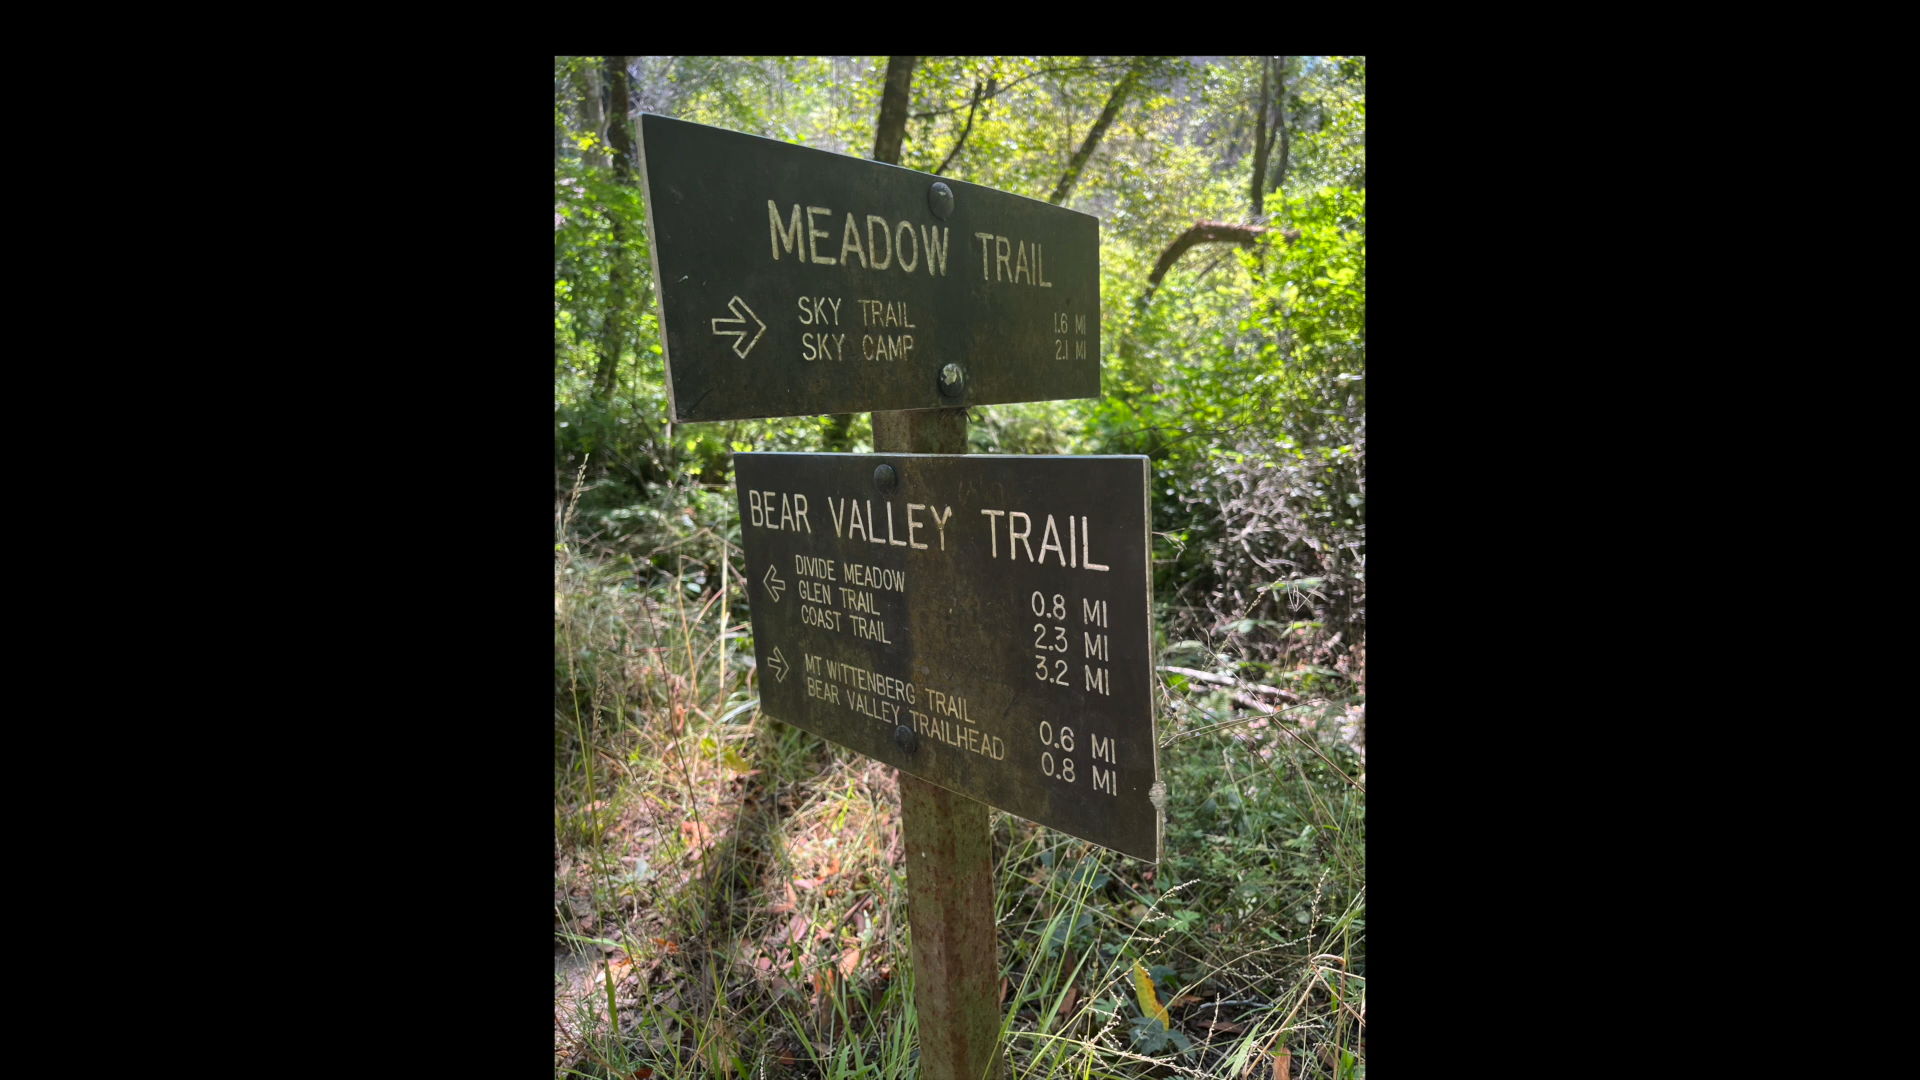 MEADOW TRAIL
SKY TRAIL 1.6 MI
SKY CAMP 2.1 MI
BEAR VALLEY TRAIL
DIVIDE MEADOW 0.8 MI
GLEN TRAIL 2.3 MI
COAST TRAIL 3.2 MI
MT WITTENBERG TRAIL 0.6 MI
BEAR VALLEY TRAILHEAD 0.8 MI